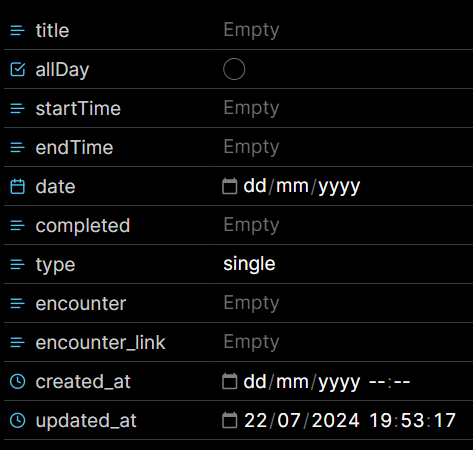 title Empty
allDay
startTime Empty
endTime Empty
date dd/mm/yyyy
completed Empty
type single
encounter Empty
encounter_link Empty
created_at dd/mm/yyyy --:--
updated_at 22/07/2024 19:53:17